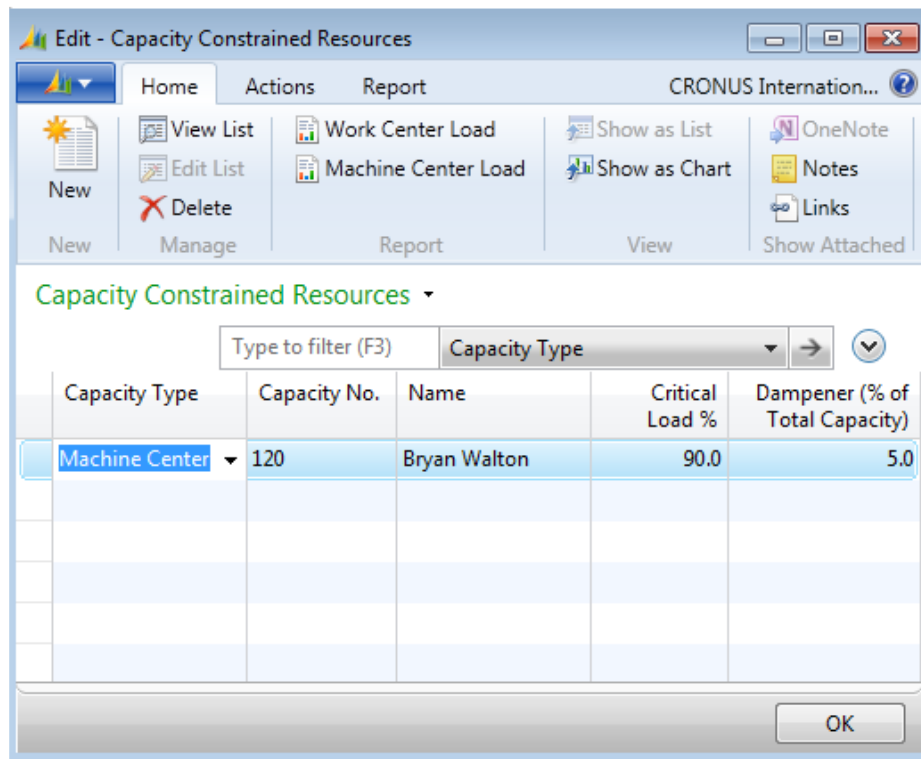 Edit - Capacity Constrained Resources
Home Actions Report CRONUS Internation...
New
View List
Edit List
Delete
Work Center Load
Machine Center Load
Show as List
Show as Chart
OneNote
Notes
Links
New Manage Report View Show Attached
Capacity Constrained Resources
Type to filter (F3) Capacity Type
Capacity Type Capacity No. Name Critical Load % Dampener (% of Total Capacity)
Machine Center 120 Bryan Walton 90.0 5.0
OK